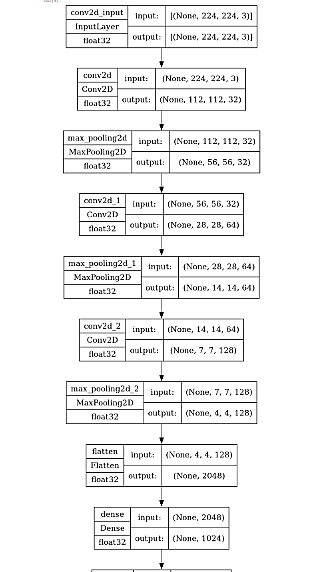 conv2d_input input: [(None, 224, 224, 3)]
InputLayer
float32 output: [(None, 224, 224, 3)]
conv2d input: (None, 224, 224, 3)
Conv2D
float32 output: (None, 112, 112, 32)
max_pooling2d input: (None, 112, 112, 32)
MaxPooling2D
float32 output: (None, 56, 56, 32)
conv2d_1 input: (None, 56, 56, 32)
Conv2D
float32 output: (None, 28, 28, 64)
max_pooling2d_1 input: (None, 28, 28, 64)
MaxPooling2D
float32 output: (None, 14, 14, 64)
conv2d_2 input: (None, 14, 14, 64)
Conv2D
float32 output: (None, 7, 7, 128)
max_pooling2d_2 input: (None, 7, 7, 128)
MaxPooling2D
float32 output: (None, 4, 4, 128)
flatten input: (None, 4, 4, 128)
Flatten
float32 output: (None, 2048)
dense input: (None, 2048)
Dense
float32 output: (None, 1024)